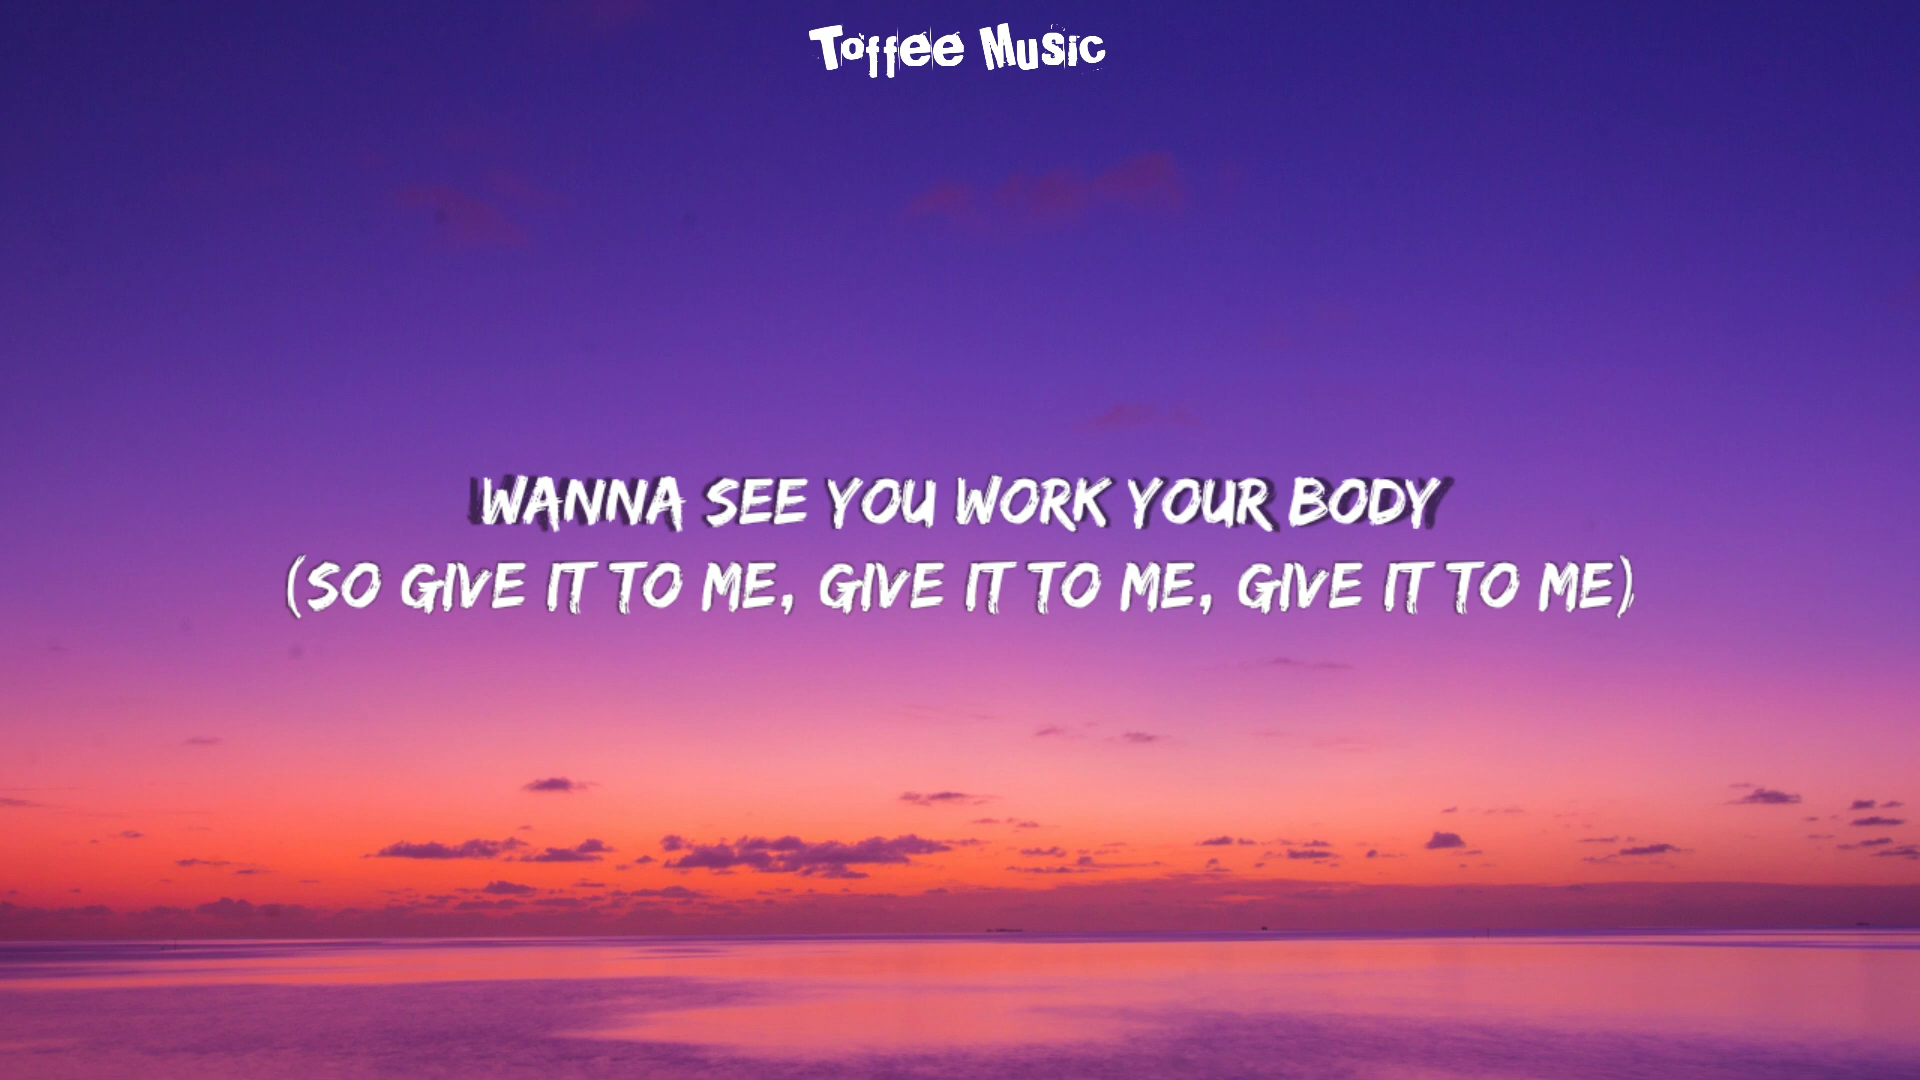 Toffee Music
WANNA SEE YOU WORK YOUR BODY
(SO GIVE IT TO ME, GIVE IT TO ME, GIVE IT TO ME)